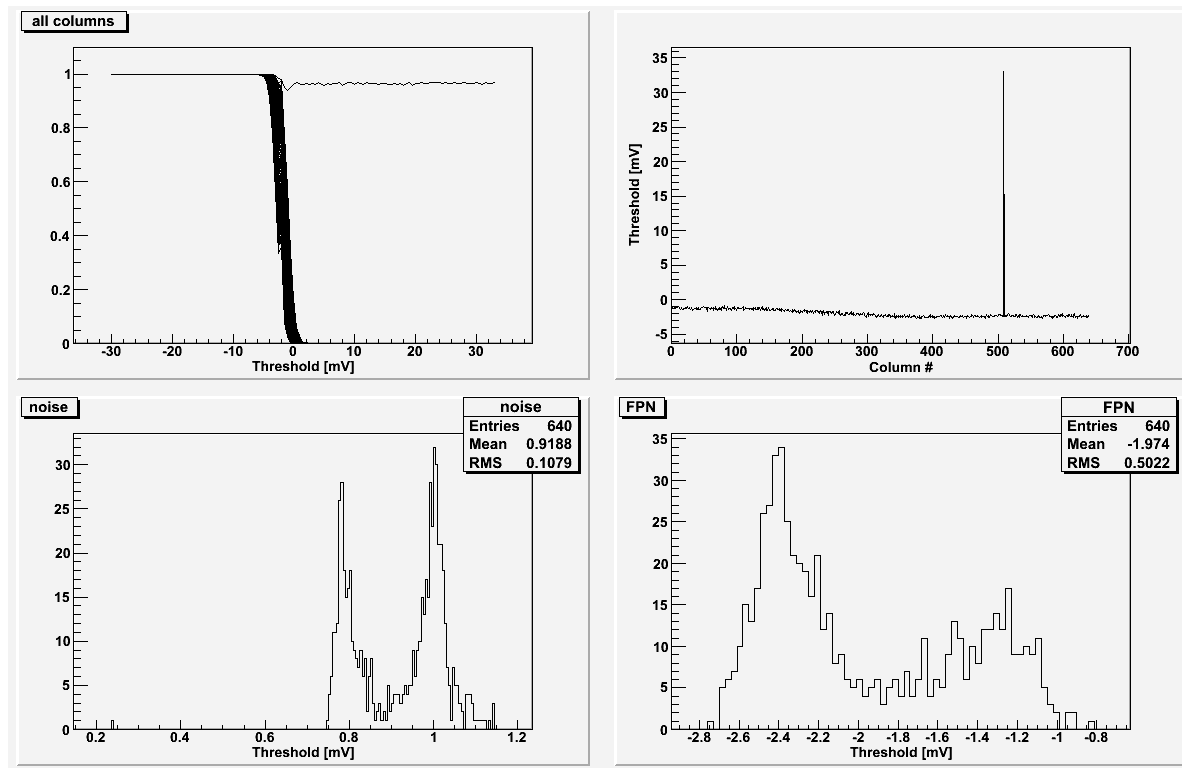 all columns
1
0.8
0.6
0.4
0.2
0
-30 -20 -10 0 10 20 30
Threshold [mV]
35
30
25
20
15
10
5
0
-5
Threshold [mV]
0 100 200 300 400 500 600 700
Column #
noise
noise
Entries 640
Mean 0.9188
RMS 0.1079
30
25
20
15
10
5
0
0.2 0.4 0.6 0.8 1 1.2
Threshold [mV]
FPN
FPN
Entries 640
Mean -1.974
RMS 0.5022
35
30
25
20
15
10
5
0
-2.8 -2.6 -2.4 -2.2 -2 -1.8 -1.6 -1.4 -1.2 -1 -0.8
Threshold [mV]